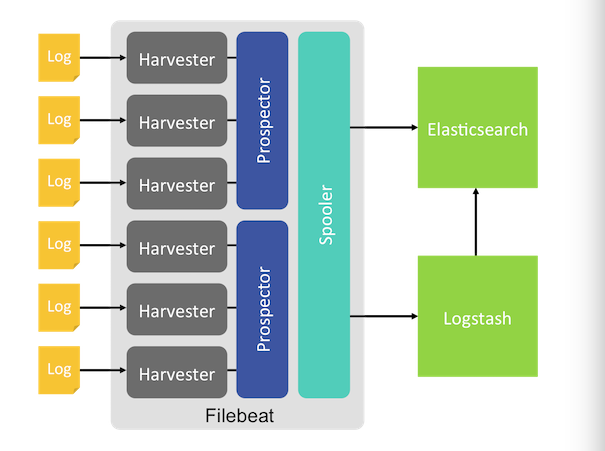 Log
Harvester
Log
Harvester
Log
Harvester
Prospector
Log
Harvester
Log
Harvester
Log
Harvester
Prospector
Spooler
Filebeat
Elasticsearch
Logstash